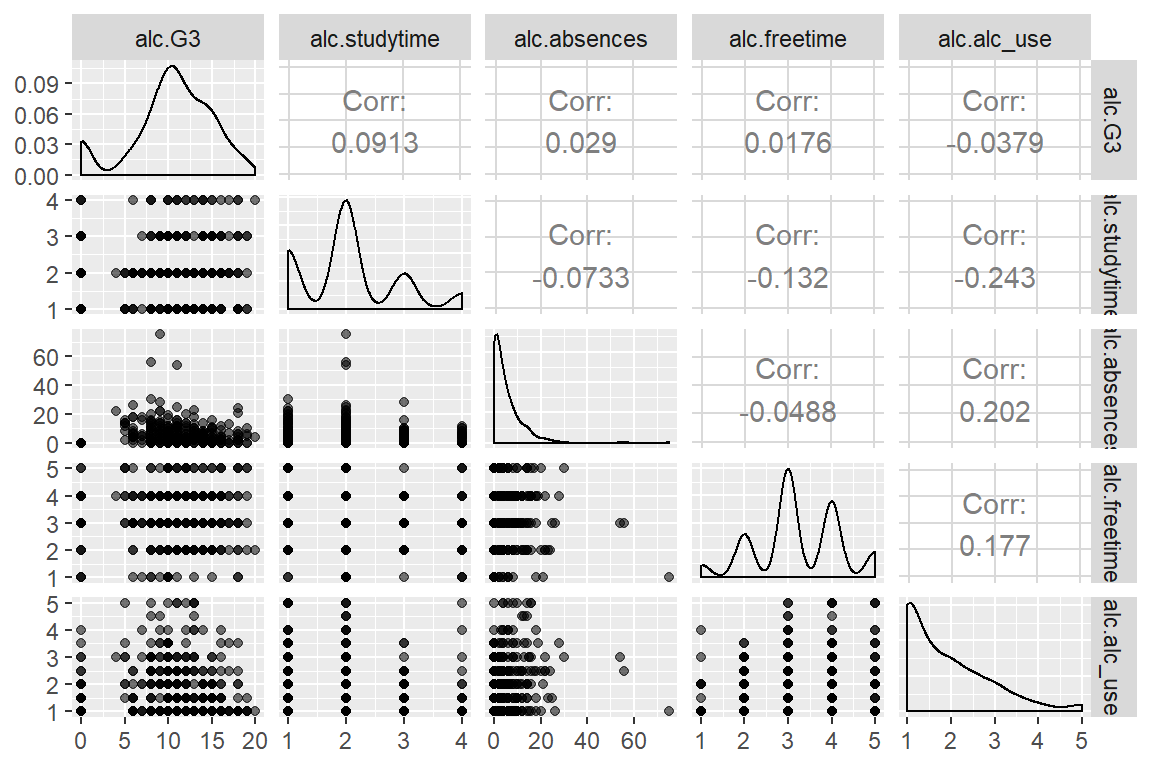 alc.G3 alc.studytime alc.absences alc.freetime alc.alc_use
0.09
0.06
0.03
0.00
Corr:
0.0913
Corr:
0.029
Corr:
0.0176
Corr:
-0.0379
alc.G3
4
3
2
1
Corr:
-0.0733
Corr:
-0.132
Corr:
-0.243
alc.studytime
60
40
20
0
Corr:
-0.0488
Corr:
0.202
alc.absences
5
4
3
2
1
Corr:
0.177
alc.freetime
5
4
3
2
1
alc.alc_use
0 5 10 15 20 1 2 3 4 0 20 40 60 1 2 3 4 5 1 2 3 4 5